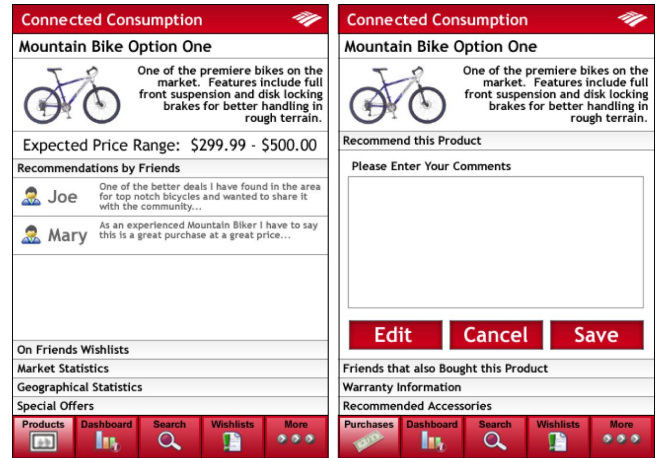 Connected Consumption
Mountain Bike Option One
One of the premiere bikes on the
market. Features include full
front suspension and disk locking
brakes for better handling in
rough terrain.
Expected Price Range: $299.99 - $500.00
Recommendations by Friends
Joe
One of the better deals I have found in the area
for top notch bicycles and wanted to share it
with the community...
Mary
As an experienced Mountain Biker I have to say
this is a great purchase at a great price...
On Friends Wishlists
Market Statistics
Geographical Statistics
Special Offers
Products Dashboard Search Wishlists More
Connected Consumption
Mountain Bike Option One
One of the premiere bikes on the
market. Features include full
front suspension and disk locking
brakes for better handling in
rough terrain.
Recommend this Product
Please Enter Your Comments
Edit Cancel Save
Friends that also Bought this Product
Warranty Information
Recommended Accessories
Purchases Dashboard Search Wishlists More